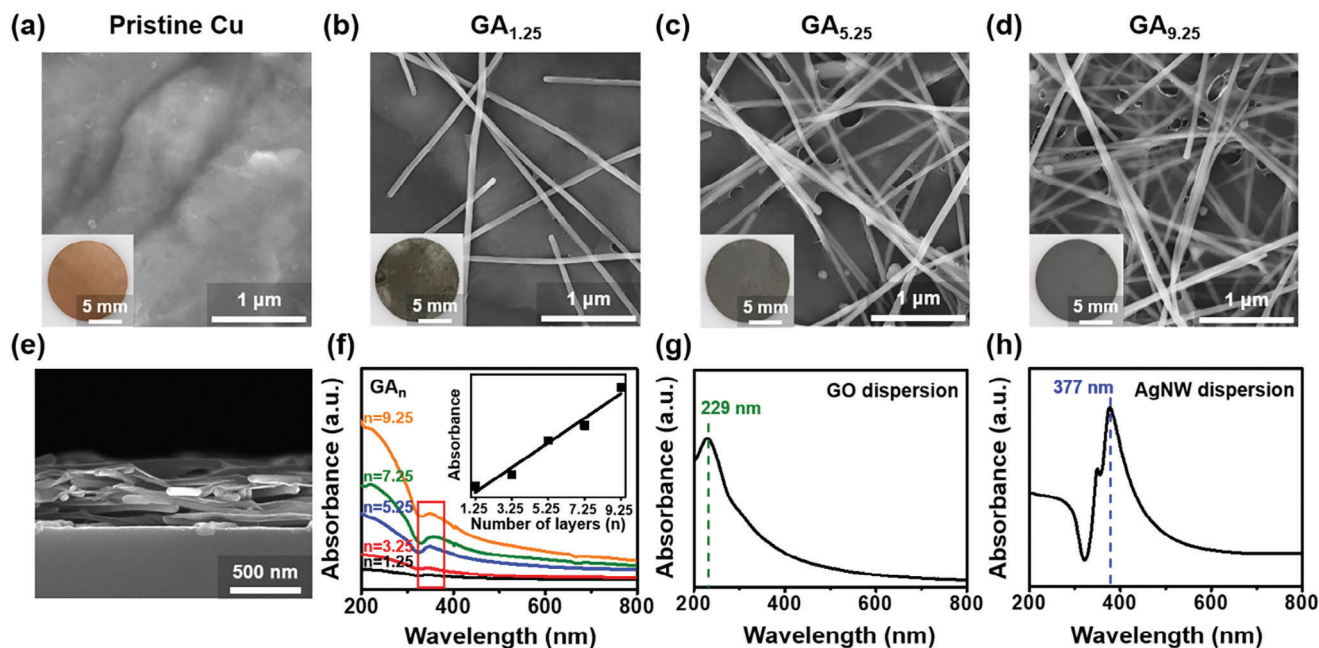 (a) Pristine Cu
(b) GA₁.₂₅
(c) GA₅.₂₅
(d) GA₉.₂₅
5 mm
1 µm
5 mm
1 µm
5 mm
1 µm
5 mm
1 µm
(e)
500 nm
(f)
GAₙ
n=9.25
n=7.25
n=5.25
n=3.25
n=1.25
Absorbance
1.25 3.25 5.25 7.25 9.25
Number of layers (n)
Absorbance (a.u.)
200 400 600 800
Wavelength (nm)
(g)
GO dispersion
229 nm
Absorbance (a.u.)
200 400 600 800
Wavelength (nm)
(h)
377 nm
AgNW dispersion
Absorbance (a.u.)
200 400 600 800
Wavelength (nm)